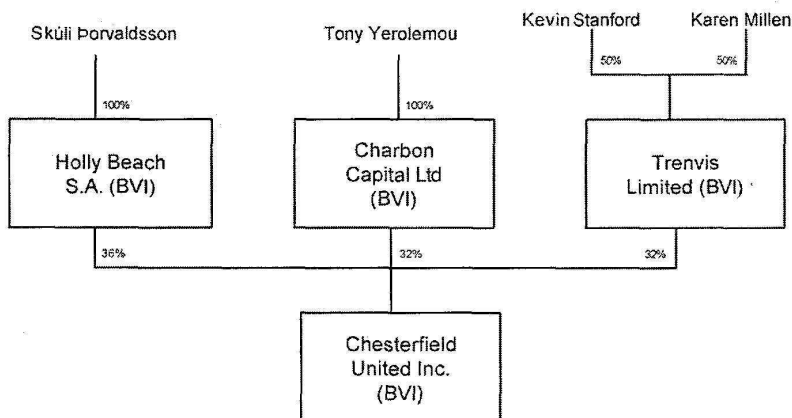 Skúli Þorvaldsson
Tony Yerolemou
Kevin Stanford
Karen Millen
50%
50%
100%
100%
Holly Beach
S.A. (BVI)
Charbon
Capital Ltd
(BVI)
Trenvis
Limited (BVI)
36%
32%
32%
Chesterfield
United Inc.
(BVI)